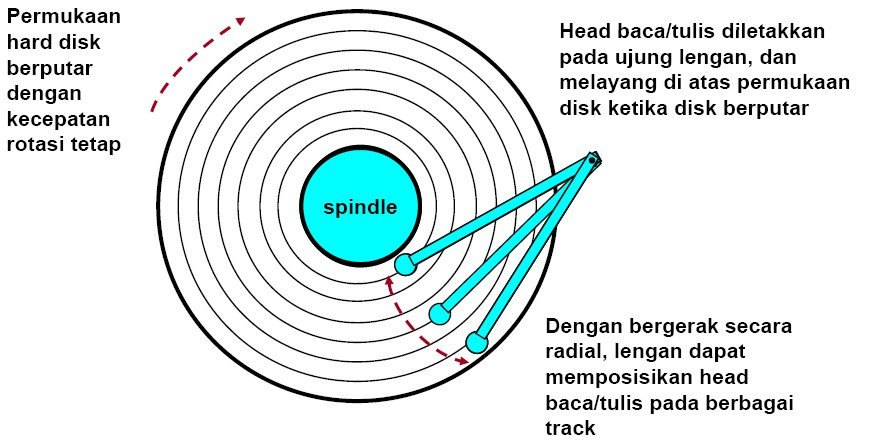 Permukaan
hard disk
berputar
dengan
kecepatan
rotasi tetap
Head baca/tulis diletakkan
pada ujung lengan, dan
melayang di atas permukaan
disk ketika disk berputar
spindle
Dengan bergerak secara
radial, lengan dapat
memposisikan head
baca/tulis pada berbagai
track